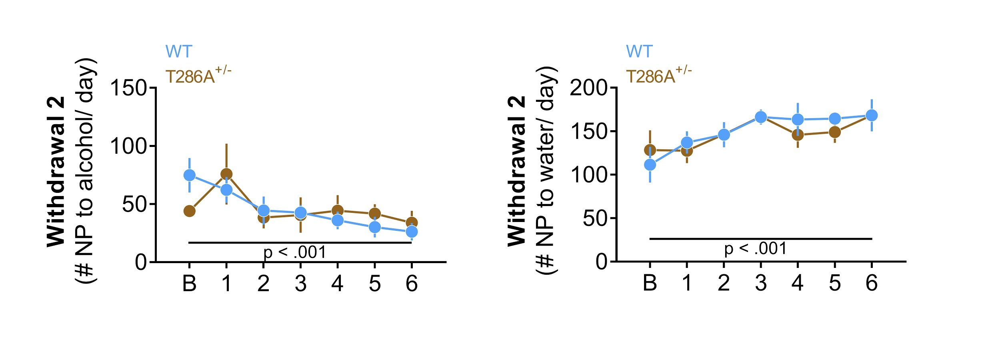 Withdrawal 2
(# NP to alcohol/ day)
WT
T286A+/-
150
100
50
0
p < .001
B 1 2 3 4 5 6
Withdrawal 2
(# NP to water/ day)
WT
T286A+/-
200
150
100
50
0
p < .001
B 1 2 3 4 5 6